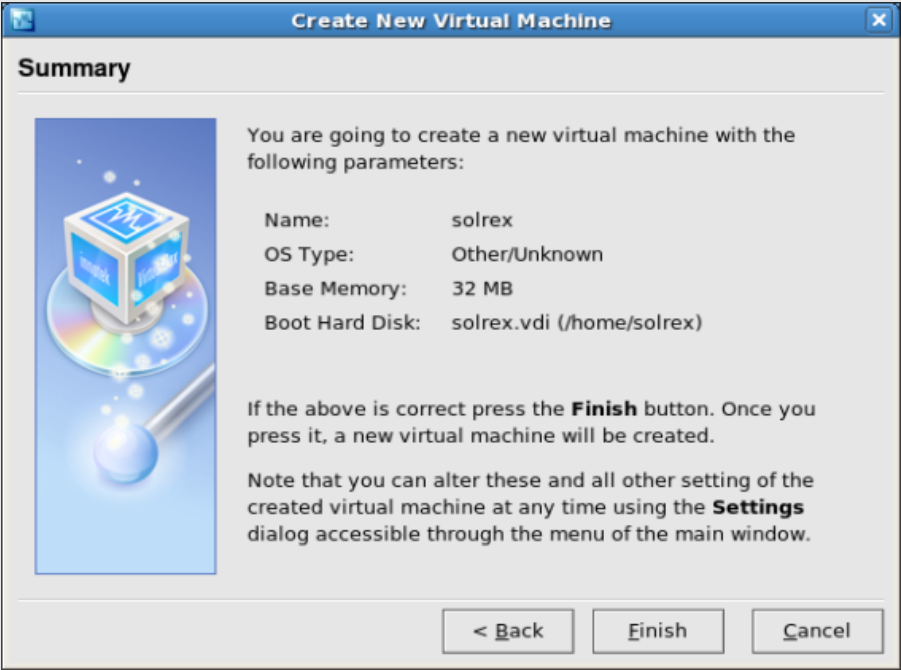 Create New Virtual Machine
Summary
You are going to create a new virtual machine with the
following parameters:
Name: solrex
OS Type: Other/Unknown
Base Memory: 32 MB
Boot Hard Disk: solrex.vdi (/home/solrex)
If the above is correct press the Finish button. Once you
press it, a new virtual machine will be created.
Note that you can alter these and all other setting of the
created virtual machine at any time using the Settings
dialog accessible through the menu of the main window.
innotek
VirtualBox
< Back
Finish
Cancel